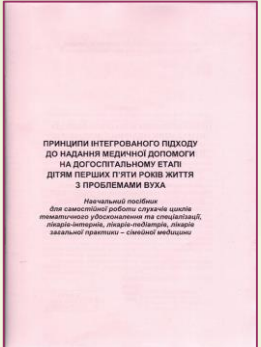 ПРИНЦИПИ ІНТЕГРОВАНОГО ПІДХОДУ
ДО НАДАННЯ МЕДИЧНОЇ ДОПОМОГИ
НА ДОГОСПІТАЛЬНОМУ ЕТАПІ
ДІТЯМ ПЕРШИХ П'ЯТИ РОКІВ ЖИТТЯ
З ПРОБЛЕМАМИ ВУХА
Навчальний посібник
для самостійної роботи слухачів циклів
тематичного удосконалення та спеціалізації,
лікарів-інтернів, лікарів-педіатрів, лікарів
загальної практики – сімейної медицини